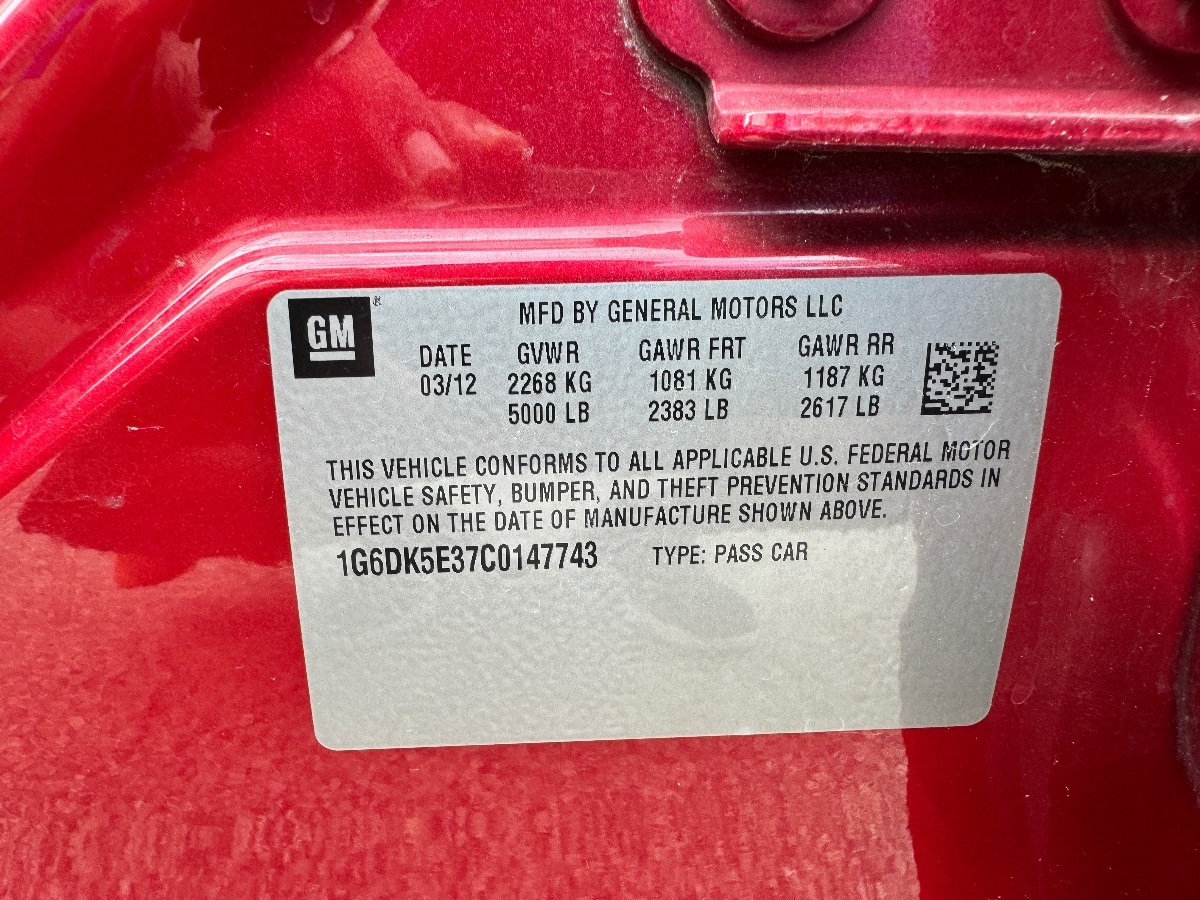 GM®
MFD BY GENERAL MOTORS LLC
DATE GVWR GAWR FRT GAWR RR
03/12 2268 KG 1081 KG 1187 KG
5000 LB 2383 LB 2617 LB
THIS VEHICLE CONFORMS TO ALL APPLICABLE U.S. FEDERAL MOTOR
VEHICLE SAFETY, BUMPER, AND THEFT PREVENTION STANDARDS IN
EFFECT ON THE DATE OF MANUFACTURE SHOWN ABOVE.
1G6DK5E37C0147743 TYPE: PASS CAR